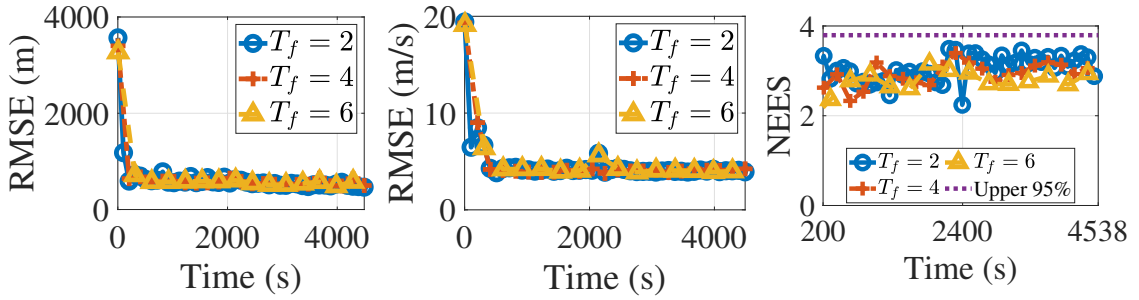 RMSE (m)
4000
2000
0
0
2000
4000
Time (s)
T_f = 2
T_f = 4
T_f = 6
RMSE (m/s)
20
10
0
0
2000
4000
Time (s)
T_f = 2
T_f = 4
T_f = 6
NEES
4
2
0
200
2400
4538
Time (s)
T_f = 2
T_f = 6
T_f = 4
Upper 95%